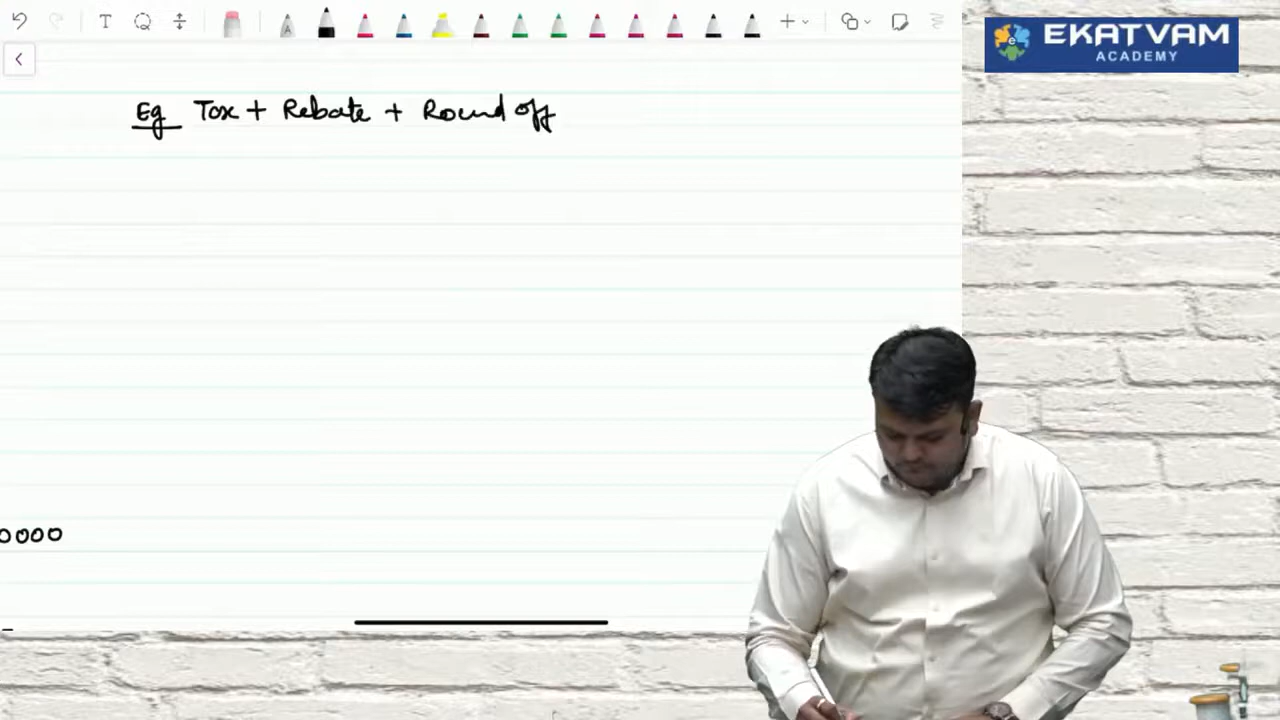 EKATVAM
ACADEMY
Eg Tax + Rebate + Round off
0000